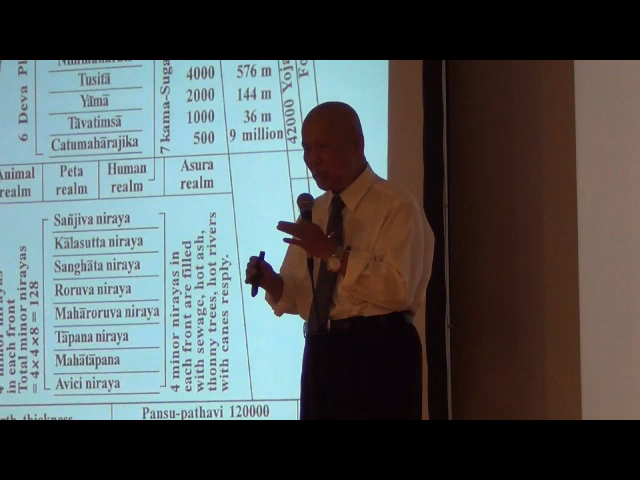 6 Deva
Tusitā
Yāmā
Tāvatimsā
Catumahārajika
7 kama-Suga
4000
2000
1000
500
576 m
144 m
36 m
9 million
42000 Yoja
Animal realm
Peta realm
Human realm
Asura realm
in each front
Total minor nirayas
= 4×4×8 = 128
Sañjiva niraya
Kālasutta niraya
Sanghāta niraya
Roruva niraya
Mahāroruva niraya
Tāpana niraya
Mahātāpana
Avici niraya
4 minor nirayas in
each front are filled
with sewage, hot ash,
thonny trees, hot rivers
with canes resply.
thickness
Pansu-pathavi 120000